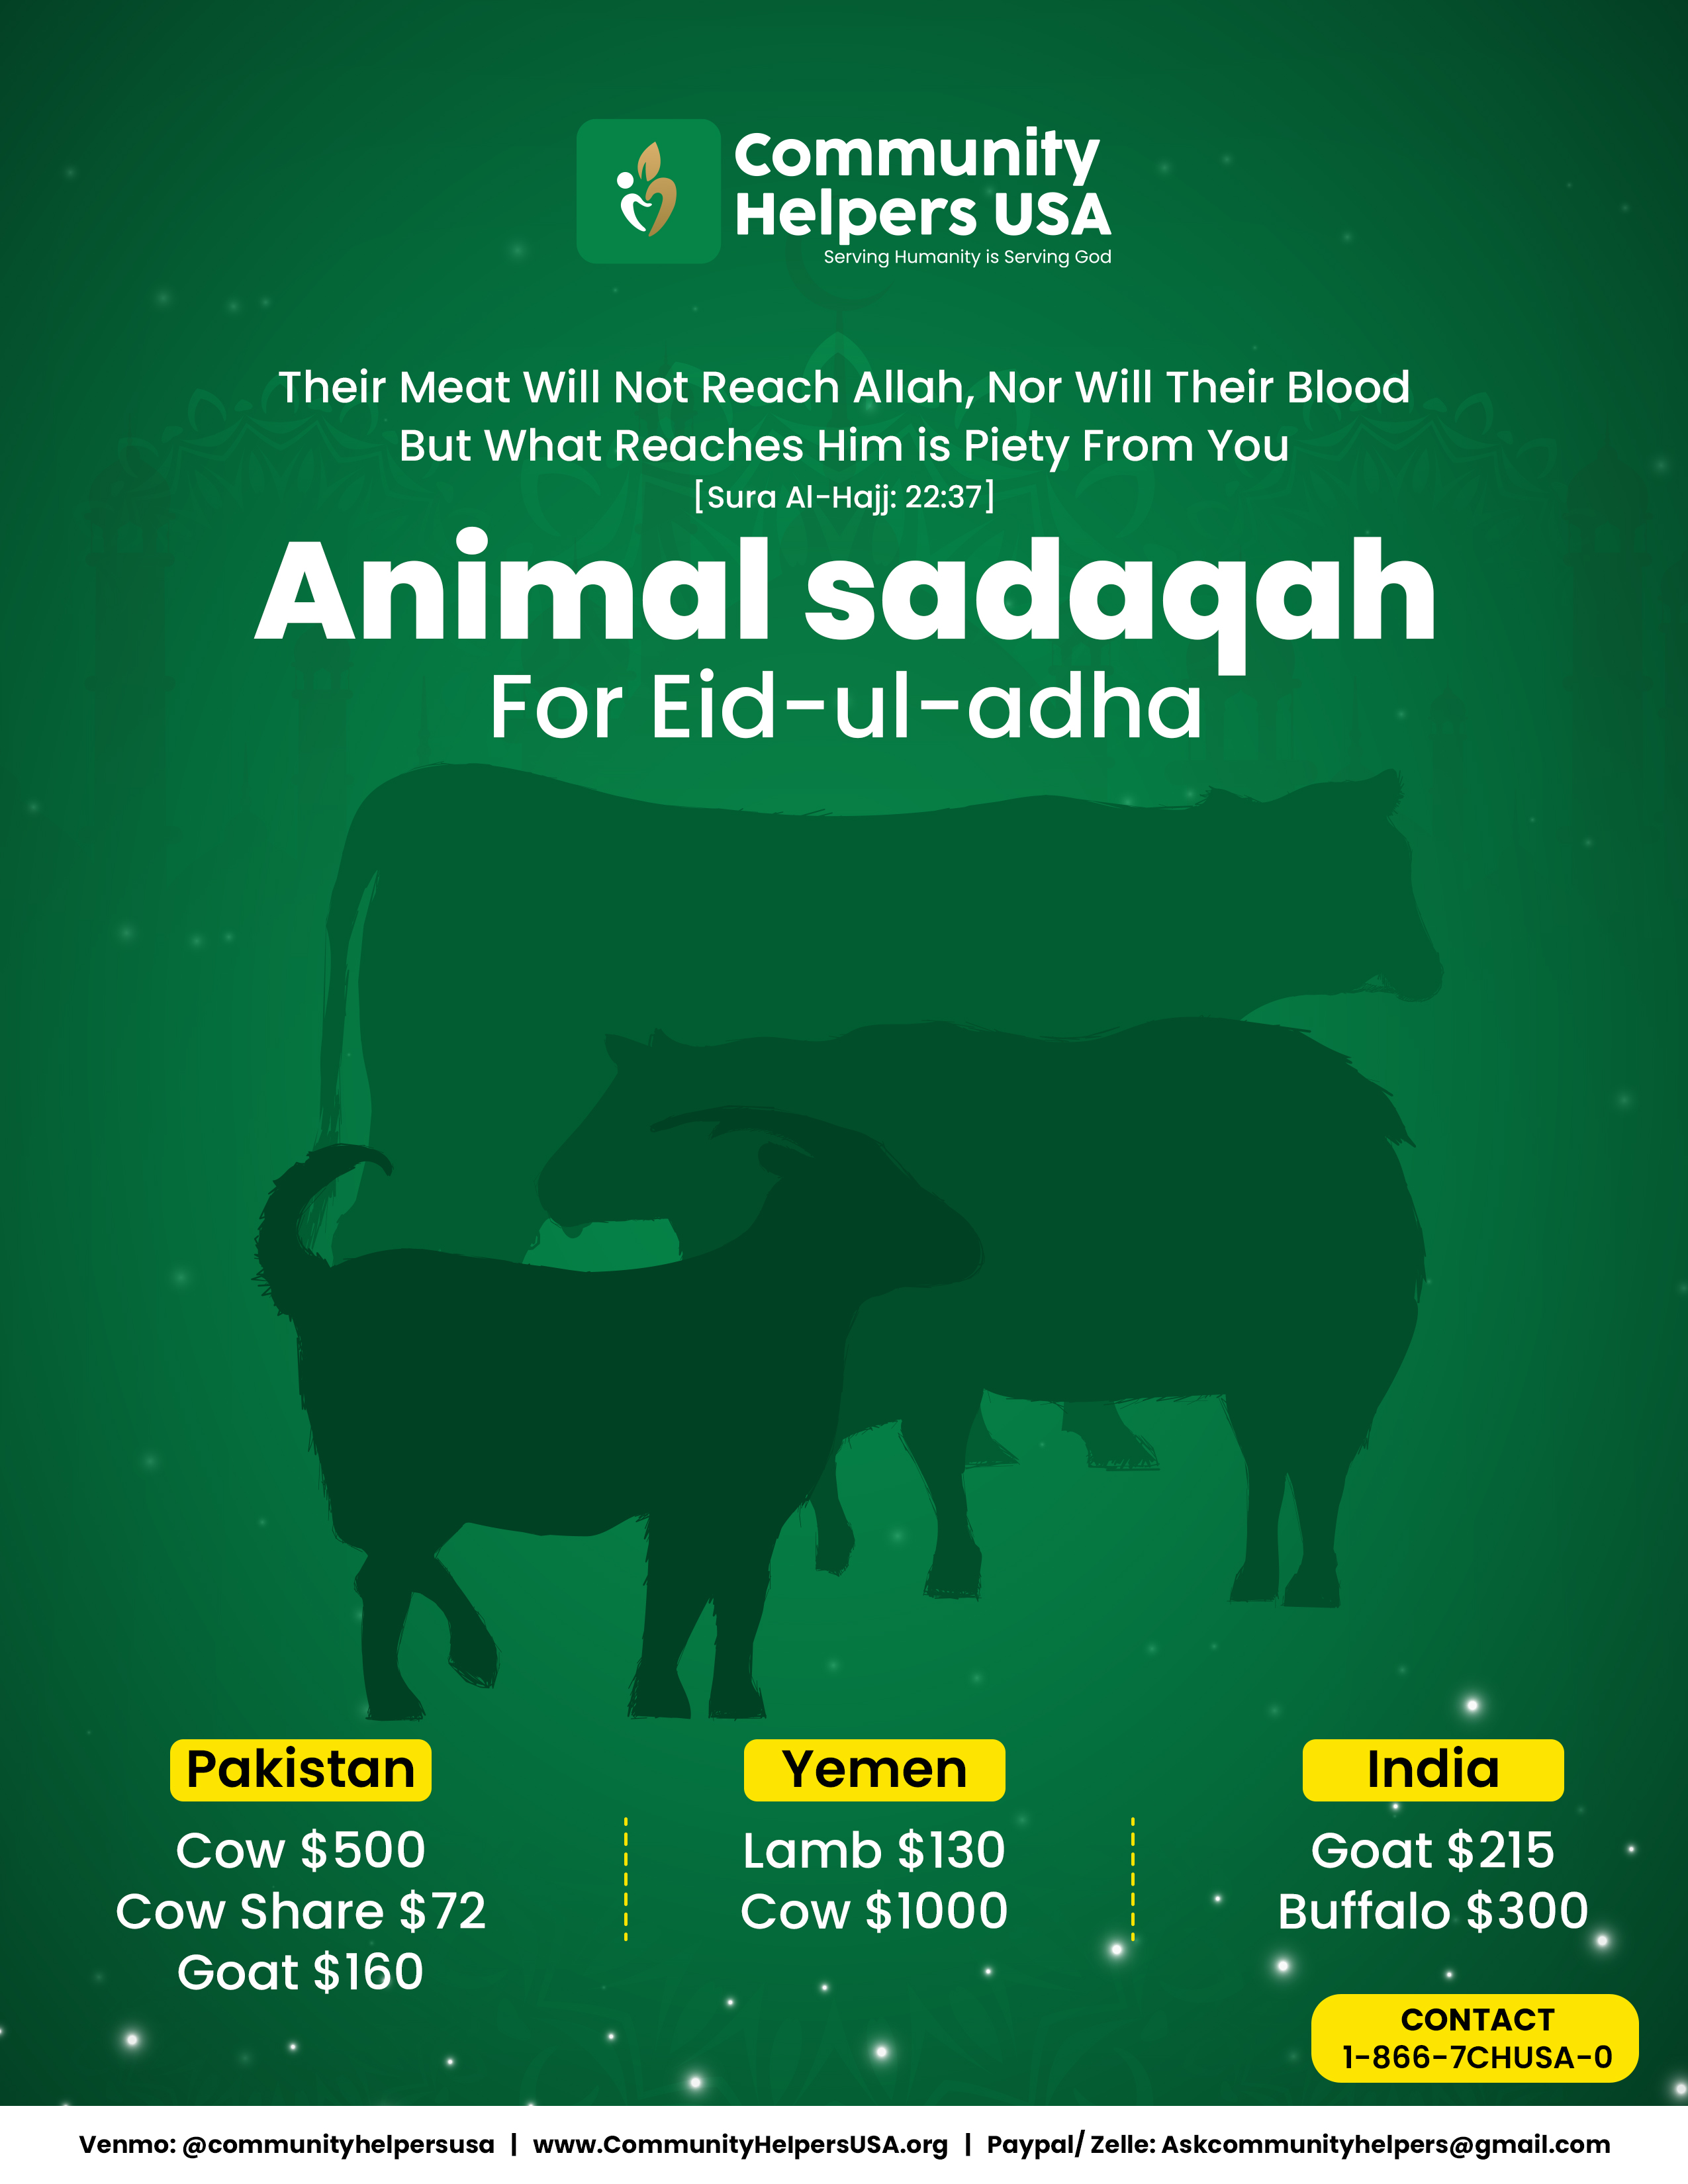 Community
Helpers USA
Serving Humanity is Serving God
Their Meat Will Not Reach Allah, Nor Will Their Blood
But What Reaches Him is Piety From You
[Sura Al-Hajj: 22:37]
Animal sadaqah
For Eid-ul-adha
Pakistan
Cow $500
Cow Share $72
Goat $160
Yemen
Lamb $130
Cow $1000
India
Goat $215
Buffalo $300
CONTACT
1-866-7CHUSA-0
Venmo: @communityhelpersusa | www.CommunityHelpersUSA.org | Paypal/ Zelle: Askcommunityhelpers@gmail.com